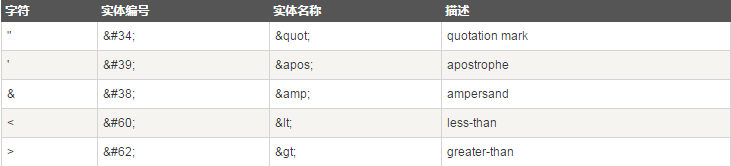 字符 实体编号 实体名称 描述
" &#34; &quot; quotation mark
' &#39; &apos; apostrophe
& &#38; &amp; ampersand
< &#60; &lt; less-than
> &#62; &gt; greater-than